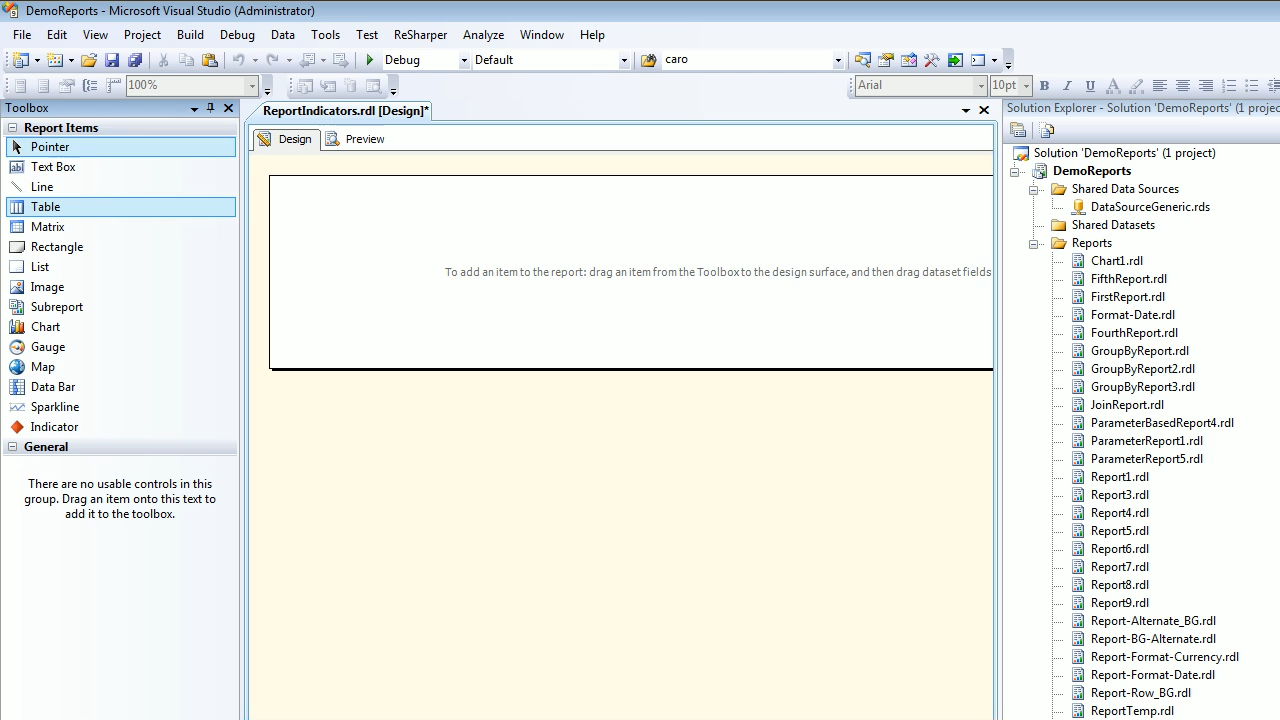 DemoReports - Microsoft Visual Studio (Administrator)
File Edit View Project Build Debug Data Tools Test ReSharper Analyze Window Help
Debug Default caro
100% Arial 10pt B I U A
Toolbox
Report Items
Pointer
Text Box
Line
Table
Matrix
Rectangle
List
Image
Subreport
Chart
Gauge
Map
Data Bar
Sparkline
Indicator
General
There are no usable controls in this
group. Drag an item onto this text to
add it to the toolbox.
ReportIndicators.rdl [Design]*
Design Preview
To add an item to the report: drag an item from the Toolbox to the design surface, and then drag dataset fields
Solution Explorer - Solution 'DemoReports' (1 projec
Solution 'DemoReports' (1 project)
DemoReports
Shared Data Sources
DataSourceGeneric.rds
Shared Datasets
Reports
Chart1.rdl
FifthReport.rdl
FirstReport.rdl
Format-Date.rdl
FourthReport.rdl
GroupByReport.rdl
GroupByReport2.rdl
GroupByReport3.rdl
JoinReport.rdl
ParameterBasedReport4.rdl
ParameterReport1.rdl
ParameterReport5.rdl
Report1.rdl
Report3.rdl
Report4.rdl
Report5.rdl
Report6.rdl
Report7.rdl
Report8.rdl
Report9.rdl
Report-Alternate_BG.rdl
Report-BG-Alternate.rdl
Report-Format-Currency.rdl
Report-Format-Date.rdl
Report-Row_BG.rdl
ReportTemp.rdl